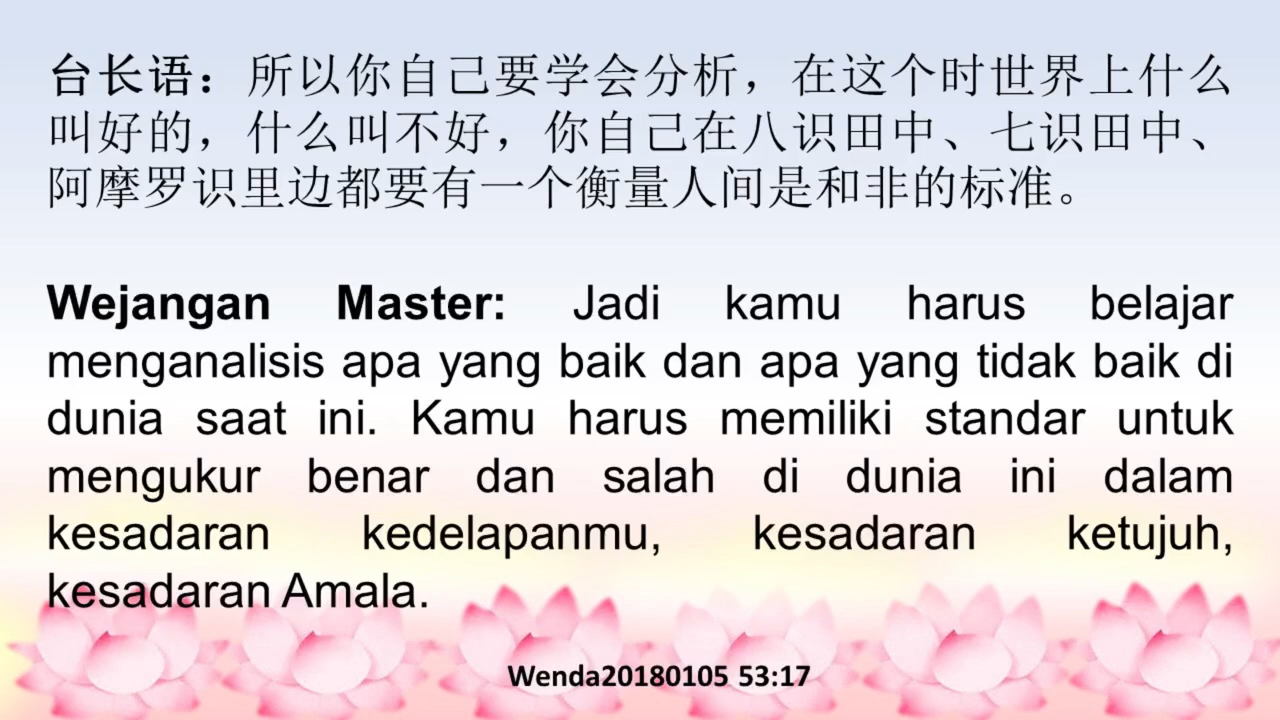 台长语：所以你自己要学会分析，在这个时世界上什么
叫好的，什么叫不好，你自己在八识田中、七识田中、
阿摩罗识里边都要有一个衡量人间是和非的标准。
Wejangan Master: Jadi kamu harus belajar
menganalisis apa yang baik dan apa yang tidak baik di
dunia saat ini. Kamu harus memiliki standar untuk
mengukur benar dan salah di dunia ini dalam
kesadaran kedelapanmu, kesadaran ketujuh,
kesadaran Amala.
Wenda20180105 53:17